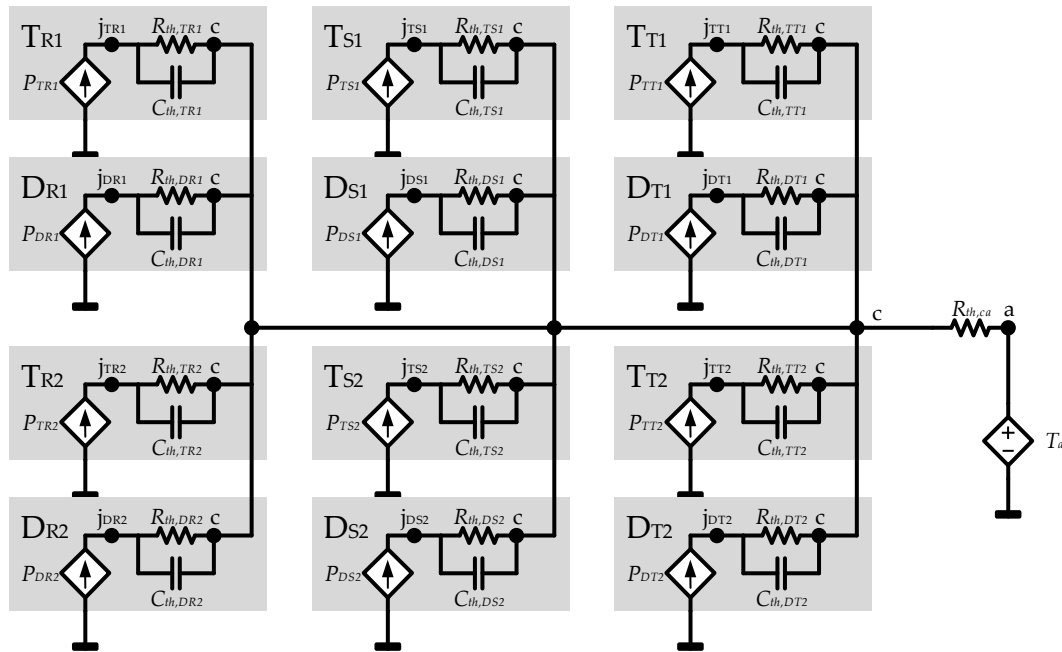 TR1 jTR1 Rth,TR1 c TS1 jTS1 Rth,TS1 c TT1 jTT1 Rth,TT1 c
PTR1 PTS1 PTT1
Cth,TR1 Cth,TS1 Cth,TT1
DR1 jDR1 Rth,DR1 c DS1 jDS1 Rth,DS1 c DT1 jDT1 Rth,DT1 c
PDR1 PDS1 PDT1
Cth,DR1 Cth,DS1 Cth,DT1
c Rth,ca a
TR2 jTR2 Rth,TR2 c TS2 jTS2 Rth,TS2 c TT2 jTT2 Rth,TT2 c
PTR2 PTS2 PTT2
+
−
Ta
Cth,TR2 Cth,TS2 Cth,TT2
DR2 jDR2 Rth,DR2 c DS2 jDS2 Rth,DS2 c DT2 jDT2 Rth,DT2 c
PDR2 PDS2 PDT2
Cth,DR2 Cth,DS2 Cth,DT2